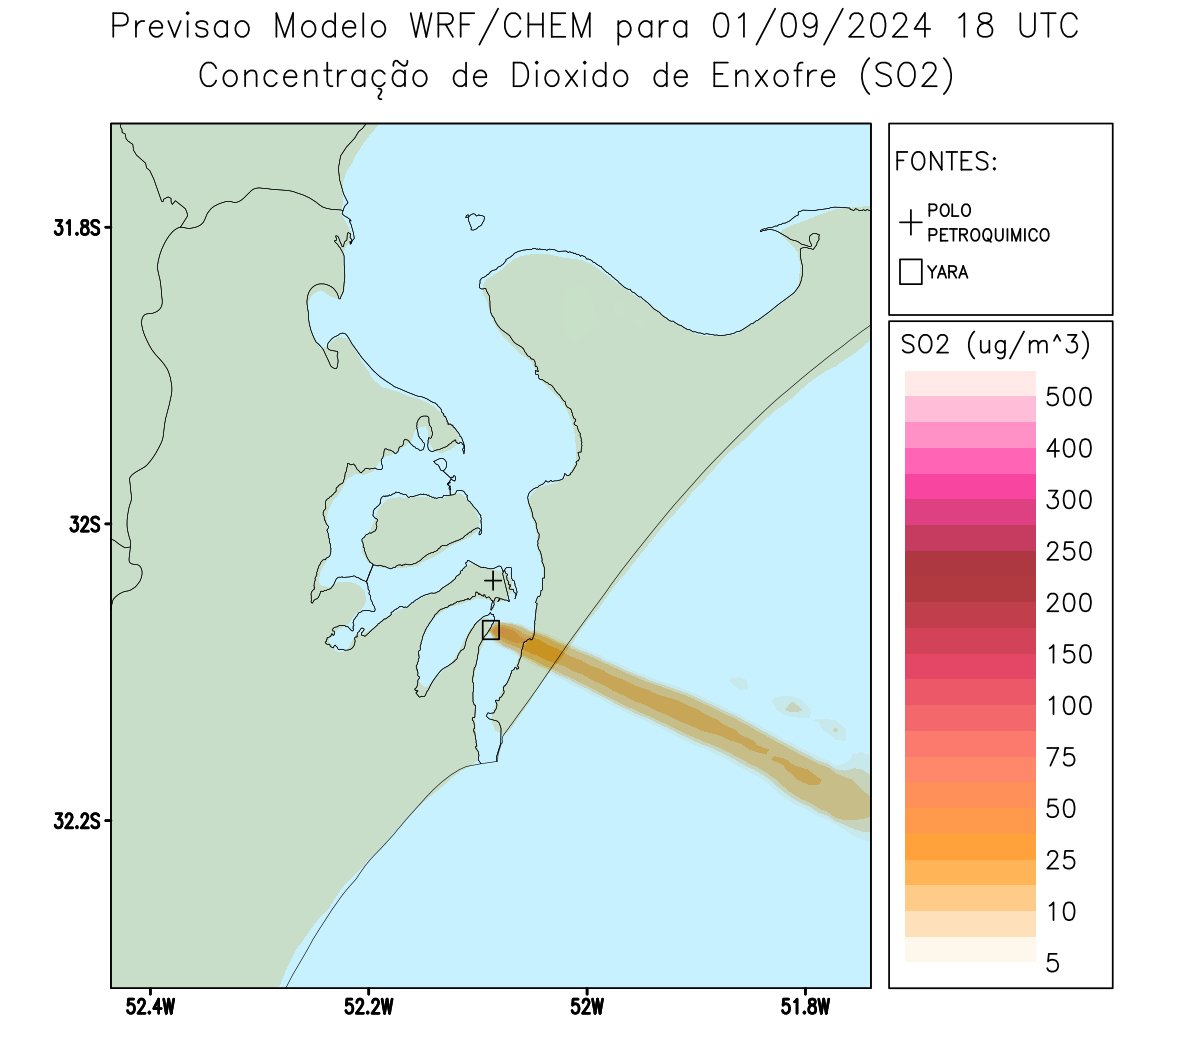 Previsao Modelo WRF/CHEM para 01/09/2024 18 UTC
Concentração de Dioxido de Enxofre (SO2)
FONTES:
POLO
PETROQUIMICO
YARA
SO2 (ug/m^3)
500
400
300
250
200
150
100
75
50
25
10
5
31.8S
32S
32.2S
52.4W
52.2W
52W
51.8W